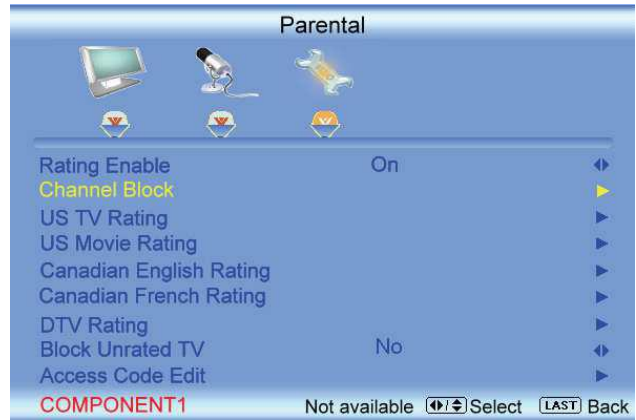 Parental
Rating Enable On
Channel Block
US TV Rating
US Movie Rating
Canadian English Rating
Canadian French Rating
DTV Rating
Block Unrated TV No
Access Code Edit
COMPONENT1 Not available Select LAST Back